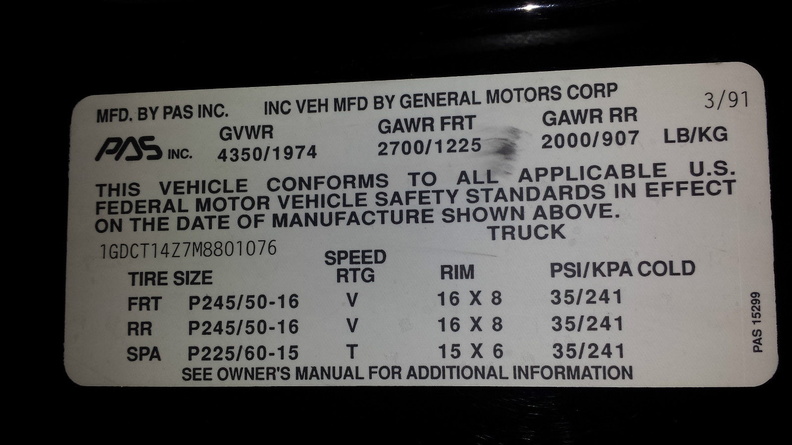 MFD. BY PAS INC. INC VEH MFD BY GENERAL MOTORS CORP 3/91
PAS INC. GVWR GAWR FRT GAWR RR
4350/1974 2700/1225 2000/907 LB/KG
THIS VEHICLE CONFORMS TO ALL APPLICABLE U.S.
FEDERAL MOTOR VEHICLE SAFETY STANDARDS IN EFFECT
ON THE DATE OF MANUFACTURE SHOWN ABOVE.
TRUCK
1GDCT14Z7M8801076
TIRE SIZE SPEED RTG RIM PSI/KPA COLD
FRT P245/50-16 V 16 X 8 35/241
RR P245/50-16 V 16 X 8 35/241
SPA P225/60-15 T 15 X 6 35/241
SEE OWNER'S MANUAL FOR ADDITIONAL INFORMATION
PAS 15299